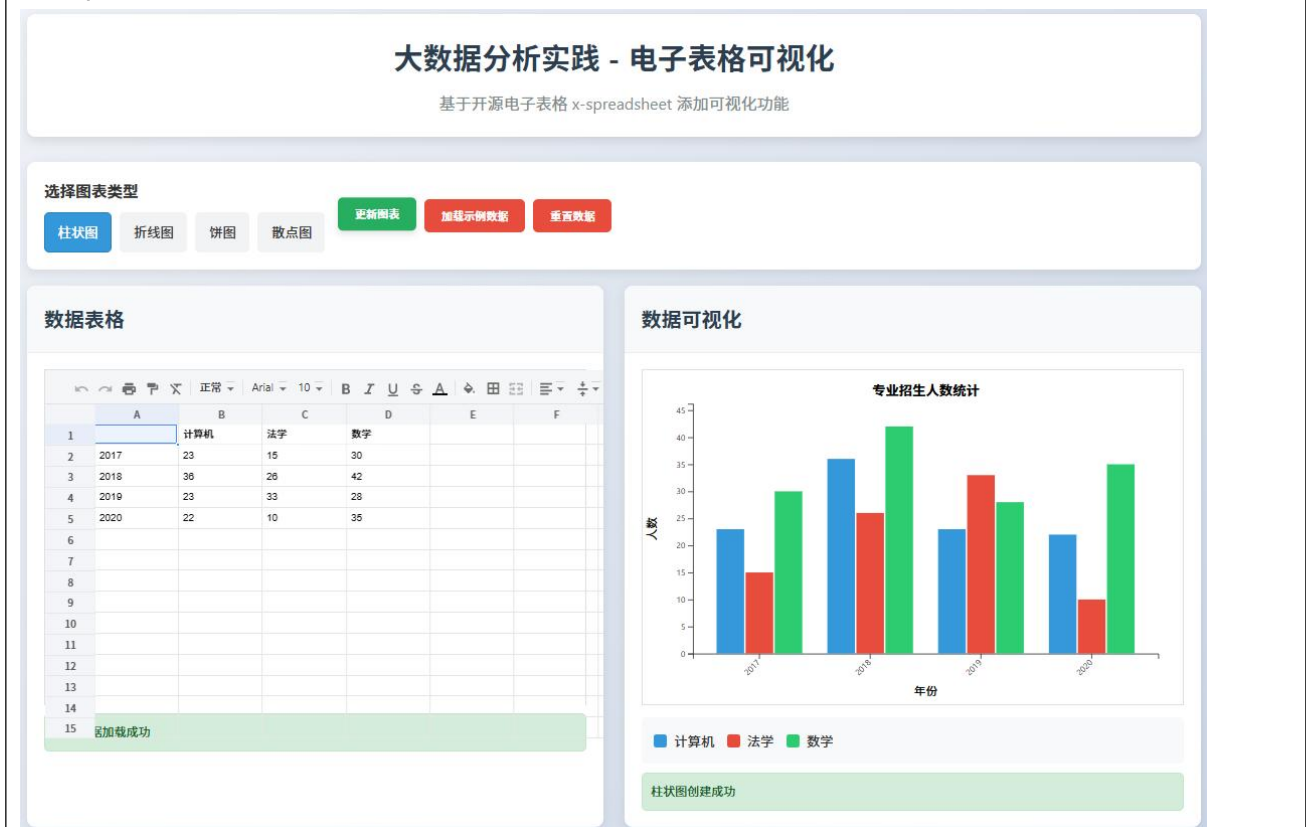 大数据分析实践 - 电子表格可视化
基于开源电子表格 x-spreadsheet 添加可视化功能
选择图表类型
柱状图 折线图 饼图 散点图 更新图表 加载示例数据 重置数据
数据表格
正常 Arial 10 B I U S A
A B C D E F
1 计算机 法学 数学
2 2017 23 15 30
3 2018 36 26 42
4 2019 23 33 28
5 2020 22 10 35
6
7
8
9
10
11
12
13
14
15 据加载成功
数据可视化
专业招生人数统计
45
40
35
30
25
20
15
10
5
0
人数
2017 2018 2019 2020
年份
计算机 法学 数学
柱状图创建成功